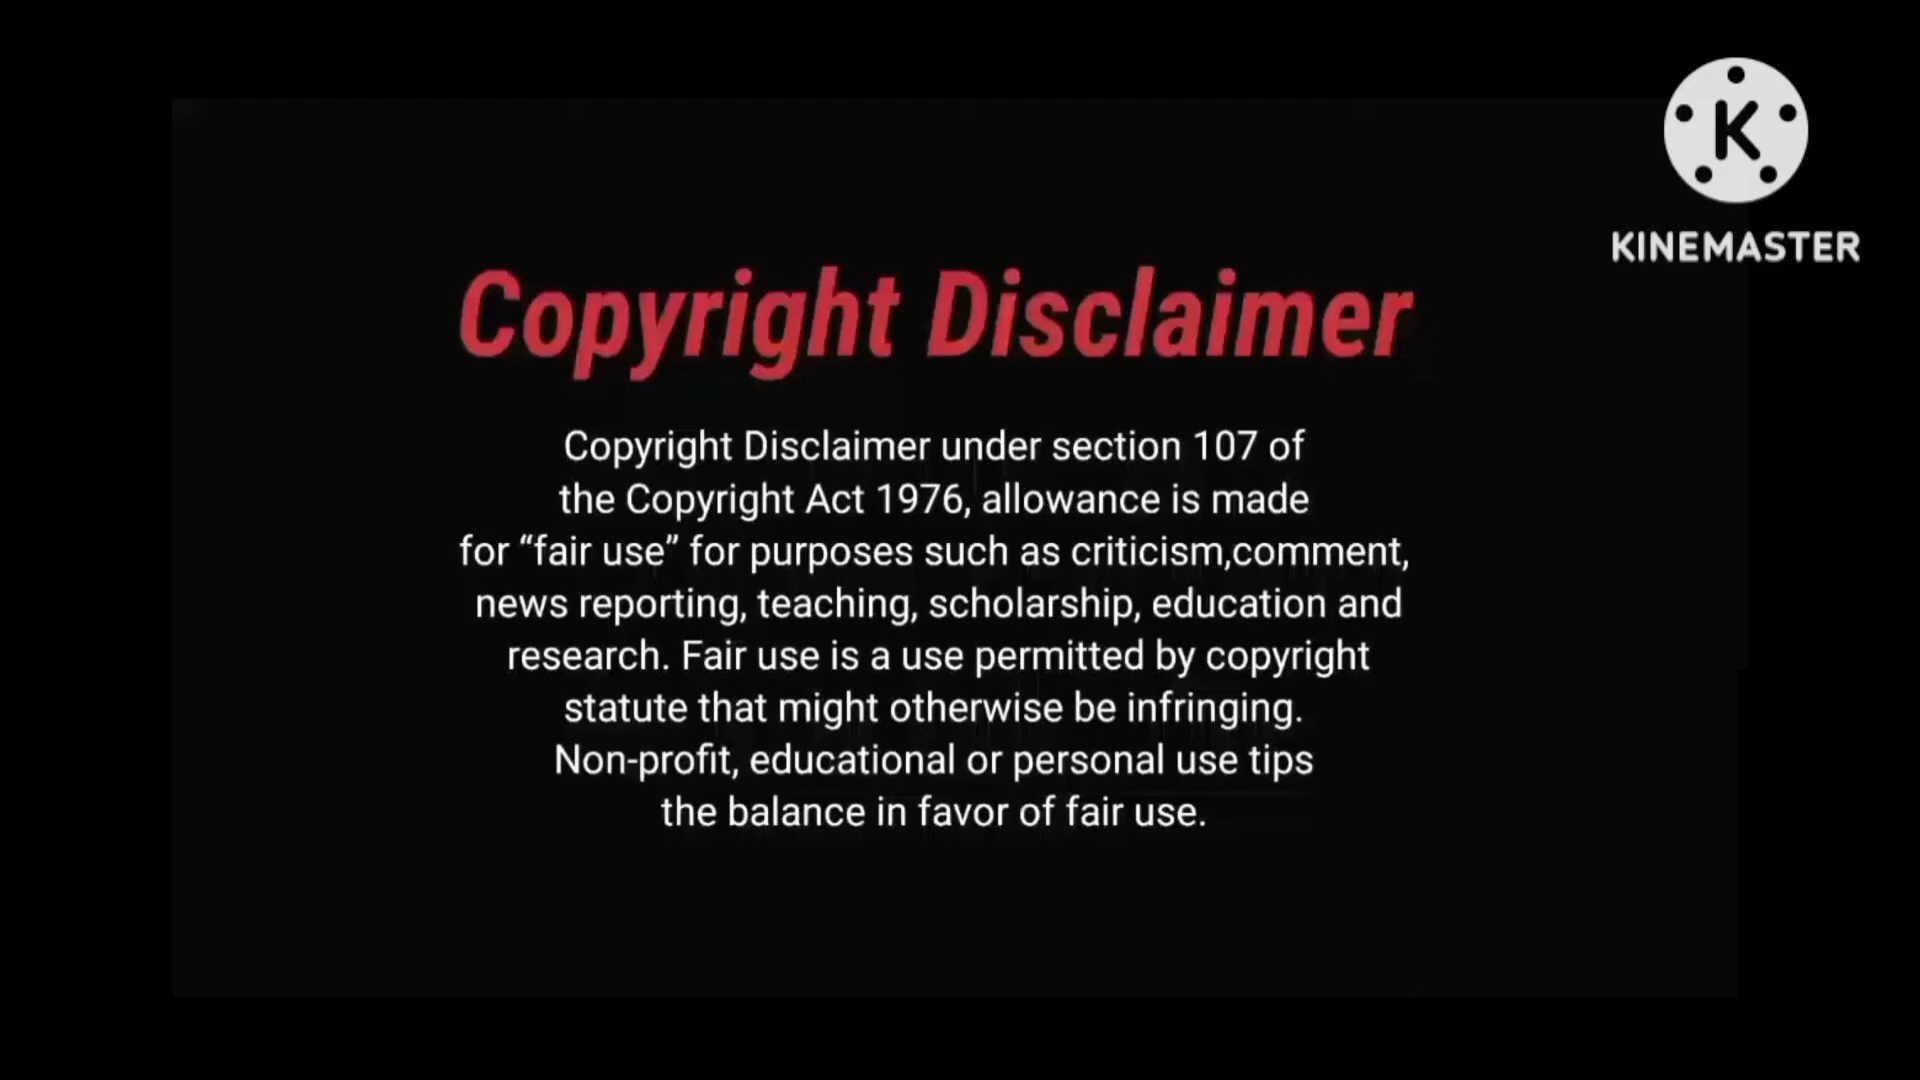 K
KINEMASTER
Copyright Disclaimer
Copyright Disclaimer under section 107 of
the Copyright Act 1976, allowance is made
for “fair use” for purposes such as criticism,comment,
news reporting, teaching, scholarship, education and
research. Fair use is a use permitted by copyright
statute that might otherwise be infringing.
Non-profit, educational or personal use tips
the balance in favor of fair use.